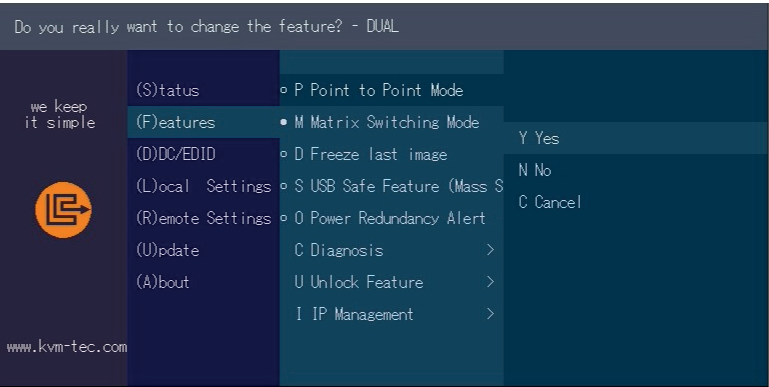 Do you really want to change the feature? - DUAL
we keep
it simple
www.kvm-tec.com
(S)tatus
(F)eatures
(D)DC/EDID
(L)ocal Settings
(R)emote Settings
(U)pdate
(A)bout
P Point to Point Mode
M Matrix Switching Mode
D Freeze last image
S USB Safe Feature (Mass S
O Power Redundancy Alert
C Diagnosis >
U Unlock Feature >
I IP Management >
Y Yes
N No
C Cancel